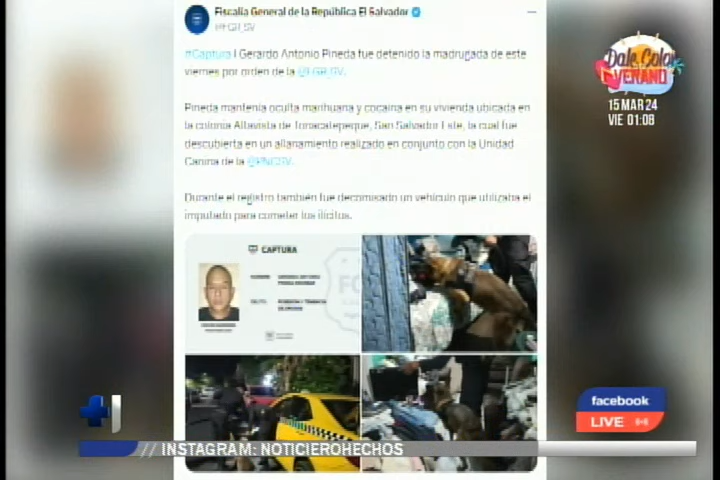 Fiscalía General de la República El Salvador
@FGR_SV
#Captura | Gerardo Antonio Pineda fue detenido la madrugada de este
viernes por orden de la @FGR_SV.
Pineda mantenía oculta marihuana y cocaína en su vivienda ubicada en
la colonia Altavista de Tonacatepeque, San Salvador Este, la cual fue
descubierta en un allanamiento realizado en conjunto con la Unidad
Canina de la @PNCSV.
Durante el registro también fue decomisado un vehículo que utilizaba el
imputado para cometer los ilícitos.
CAPTURA
Dale Color
VERANO
15 MAR 24
VIE 01:08
facebook
LIVE
// INSTAGRAM: NOTICIEROHECHOS